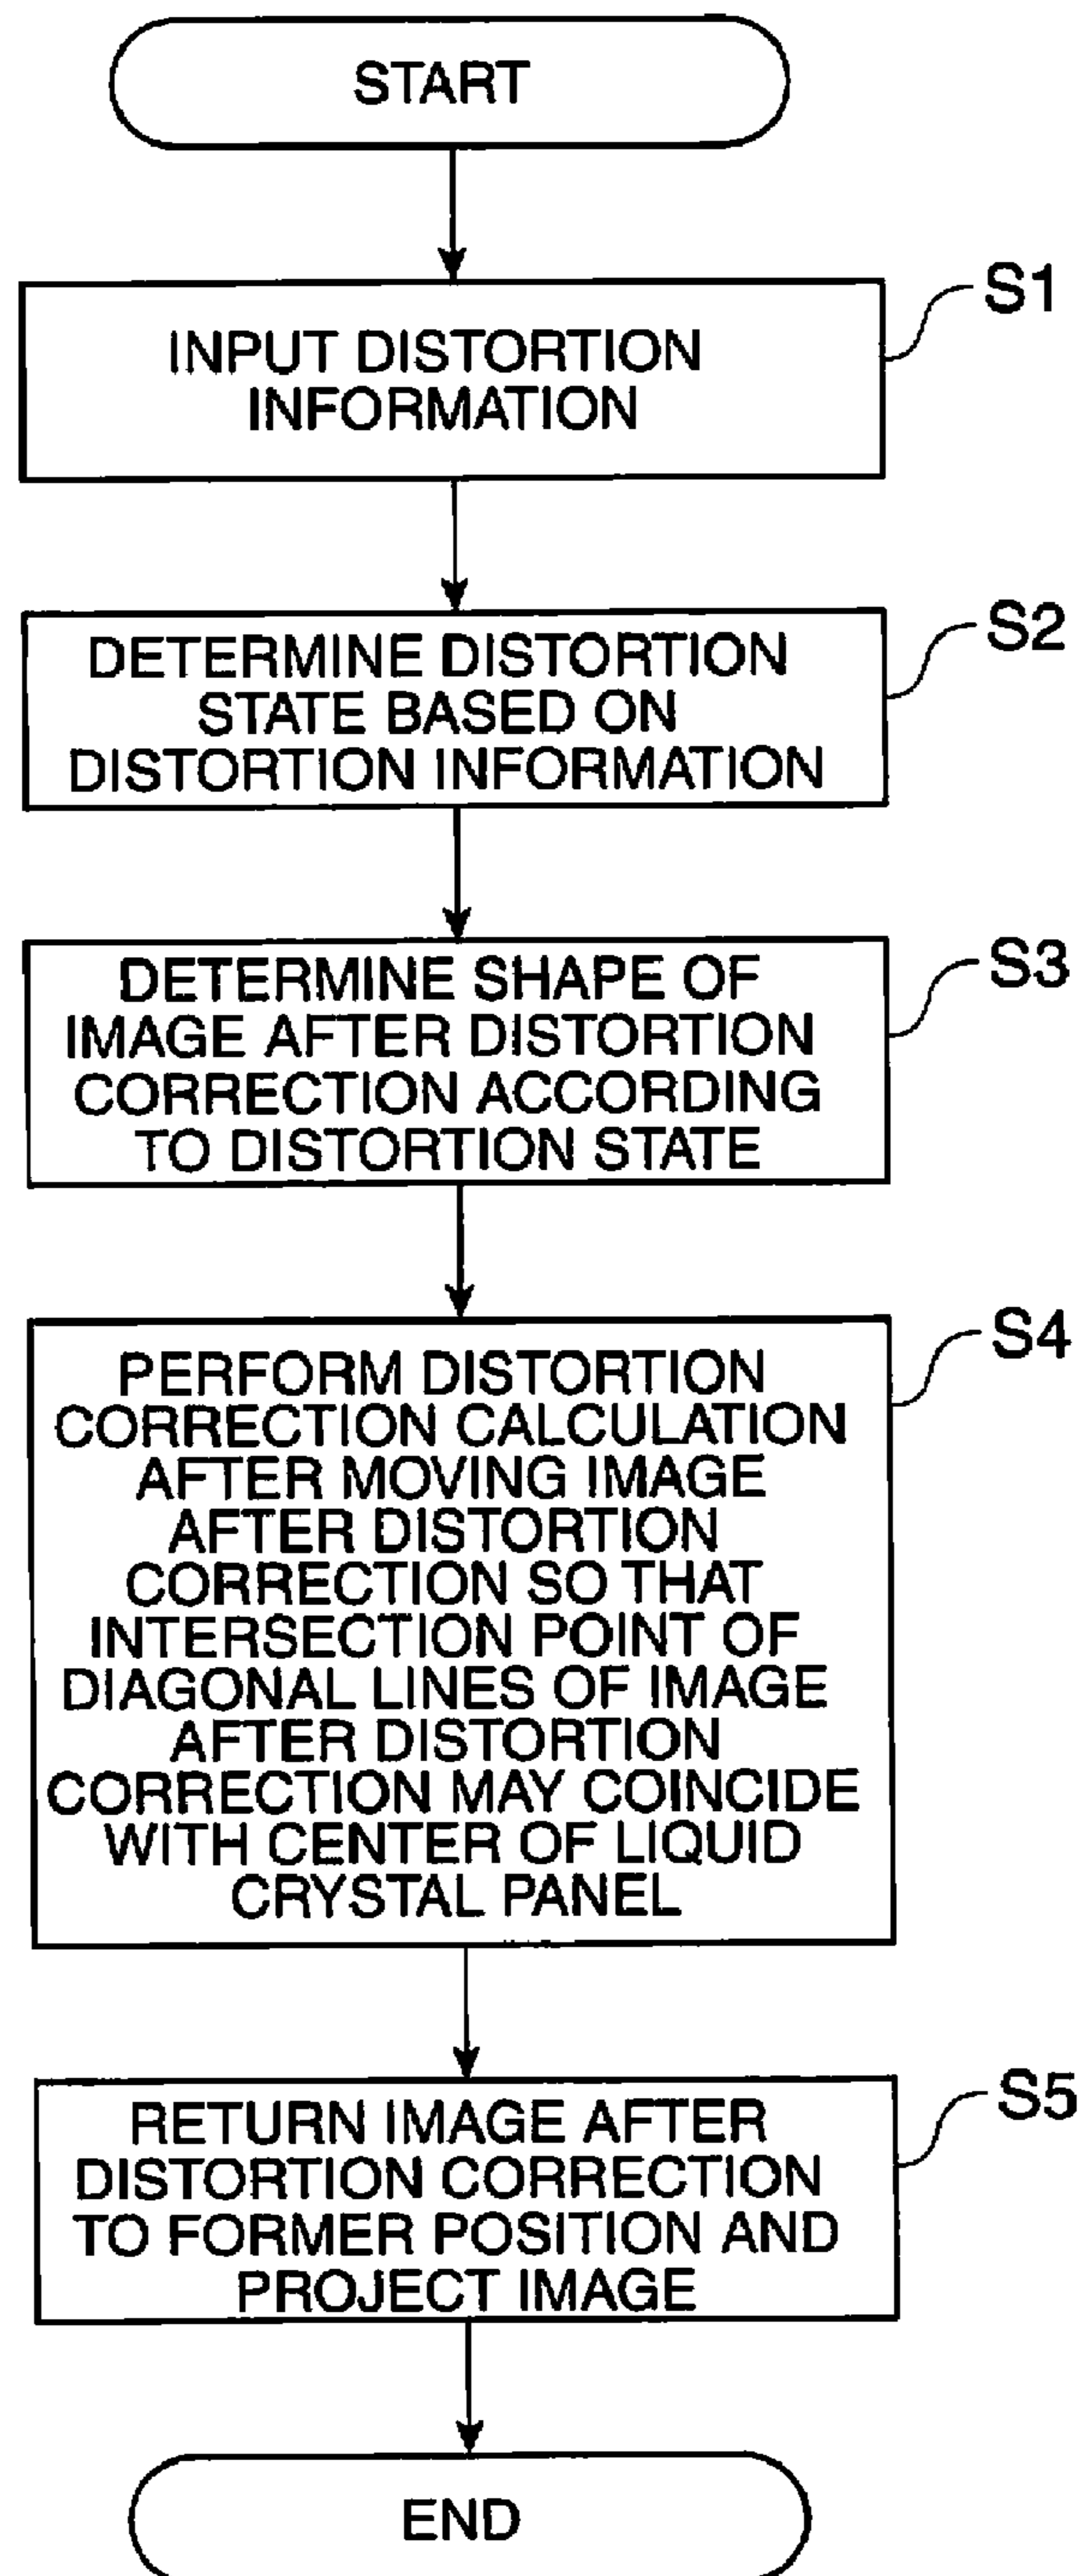 START
S1
INPUT DISTORTION
INFORMATION
S2
DETERMINE DISTORTION
STATE BASED ON
DISTORTION INFORMATION
S3
DETERMINE SHAPE OF
IMAGE AFTER DISTORTION
CORRECTION ACCORDING
TO DISTORTION STATE
S4
PERFORM DISTORTION
CORRECTION CALCULATION
AFTER MOVING IMAGE
AFTER DISTORTION
CORRECTION SO THAT
INTERSECTION POINT OF
DIAGONAL LINES OF IMAGE
AFTER DISTORTION
CORRECTION MAY COINCIDE
WITH CENTER OF LIQUID
CRYSTAL PANEL
S5
RETURN IMAGE AFTER
DISTORTION CORRECTION
TO FORMER POSITION AND
PROJECT IMAGE
END